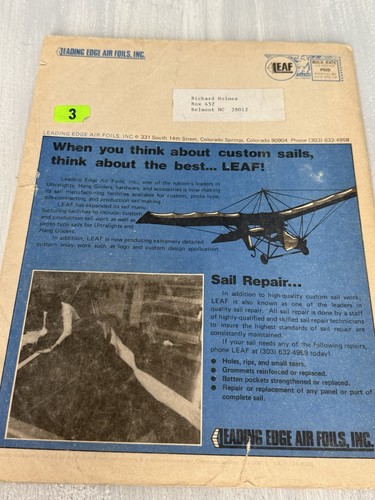 LEADING EDGE AIR FOILS, INC.
LEAF
BULK RATE
PAID
Richard Holmes
Box 452
Belmont NC 28012
3
LEADING EDGE AIR FOILS, INC. 331 South 14th Street, Colorado Springs, Colorado 80904 Phone (303) 632-4959
When you think about custom sails,
think about the best... LEAF!
Leading Edge Air Foils, Inc., one of the nation's leaders in
Ultralights, Hang Gliders, hardware, and accessories is now making
its sail manufacturing facilities available for custom, proto-type,
sub-contracting, and production sail making.
LEAF has expanded its sail manu-
facturing facilities to include custom
and production sail work as well as
proto-type sails for Ultralights and
Hang Gliders.
In addition, LEAF is now producing extremely detailed
custom inlay work such as logo and custom design application.
Sail Repair...
In addition to high-quality custom sail work,
LEAF is also known as one of the leaders in
quality sail repair. All sail repair is done by a staff
of highly-qualified and skilled sail repair technicians
to insure the highest standards of sail repair are
consistently maintained.
If your sail needs any of the following repairs,
phone LEAF at (303) 632-4959 today!
● Holes, rips, and small tears.
● Grommets reinforced or replaced.
● Batten pockets strengthened or replaced.
● Repair or replacement of any panel or part of
complete sail.
LEADING EDGE AIR FOILS, INC.